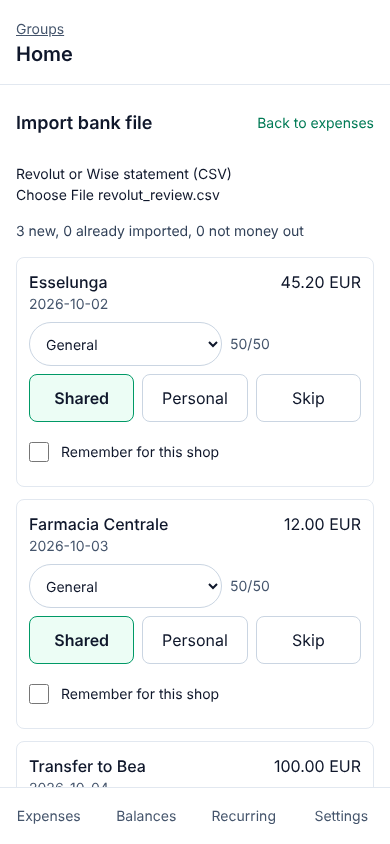 Groups
Home
Import bank file
Back to expenses
Revolut or Wise statement (CSV)
Choose File revolut_review.csv
3 new, 0 already imported, 0 not money out
Esselunga 45.20 EUR
2026-10-02
General 50/50
Shared Personal Skip
Remember for this shop
Farmacia Centrale 12.00 EUR
2026-10-03
General 50/50
Shared Personal Skip
Remember for this shop
Transfer to Bea 100.00 EUR
2026-10-04
Expenses Balances Recurring Settings